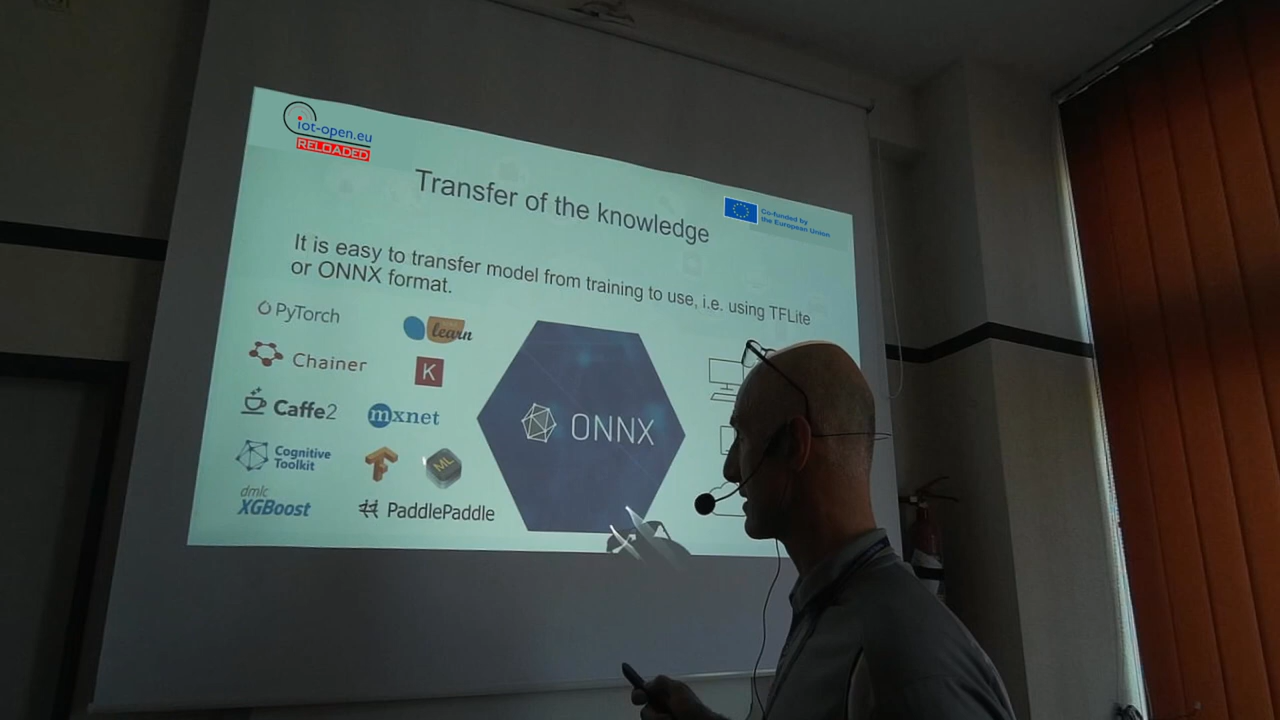 iot-open.eu
RELOADED
Transfer of the knowledge
Co-funded by
the European Union
It is easy to transfer model from training to use, i.e. using TFLite
or ONNX format.
PyTorch
learn
Chainer
K
Caffe2
mxnet
Cognitive
Toolkit
ML
dmlc
XGBoost
PaddlePaddle
ONNX